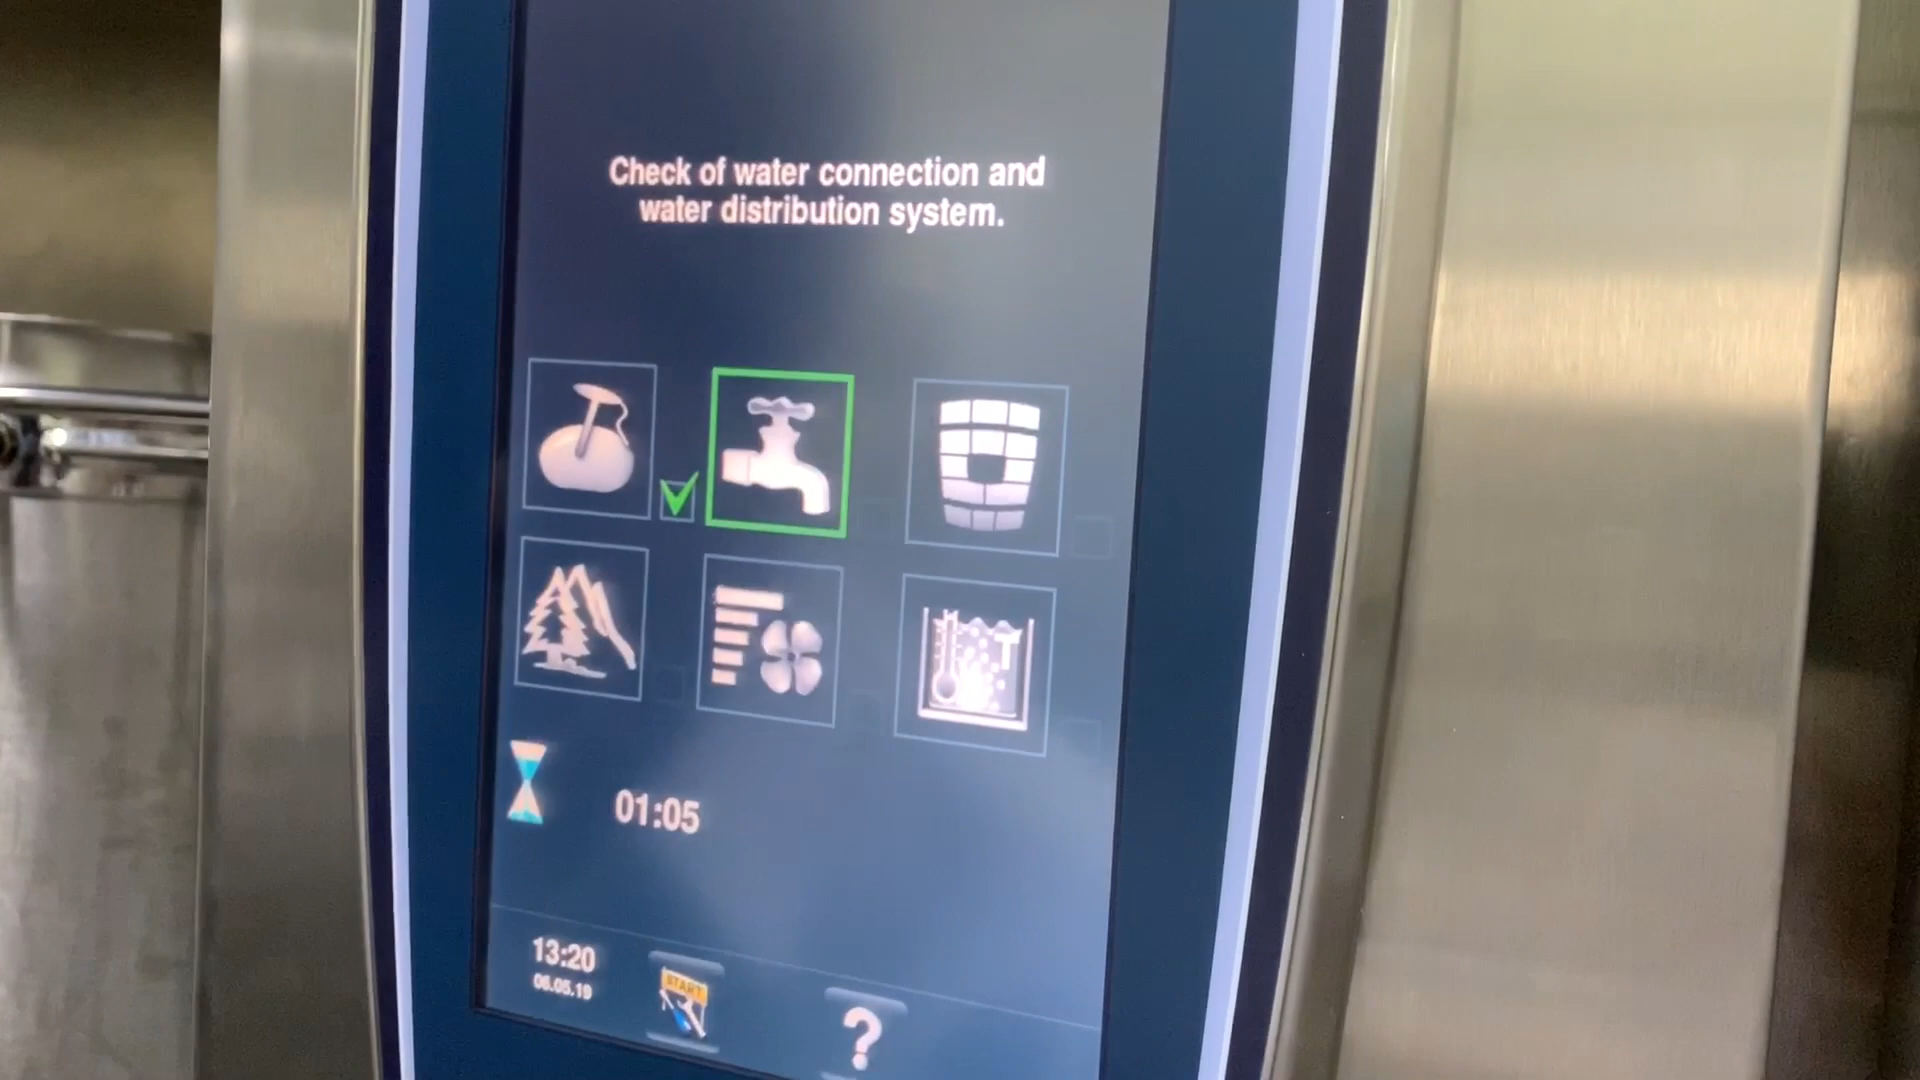 Check of water connection and
water distribution system.
T
01:05
13:20
06.05.19
START
?